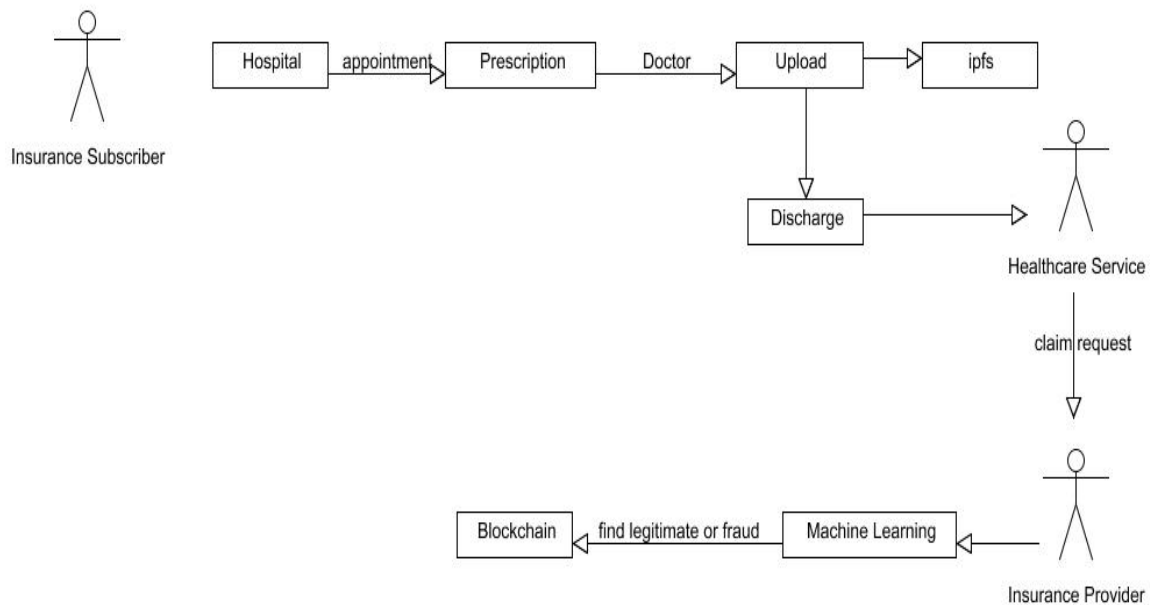 Hospital
appointment
Prescription
Doctor
Upload
ipfs
Insurance Subscriber
Discharge
Healthcare Service
claim request
Blockchain
find legitimate or fraud
Machine Learning
Insurance Provider